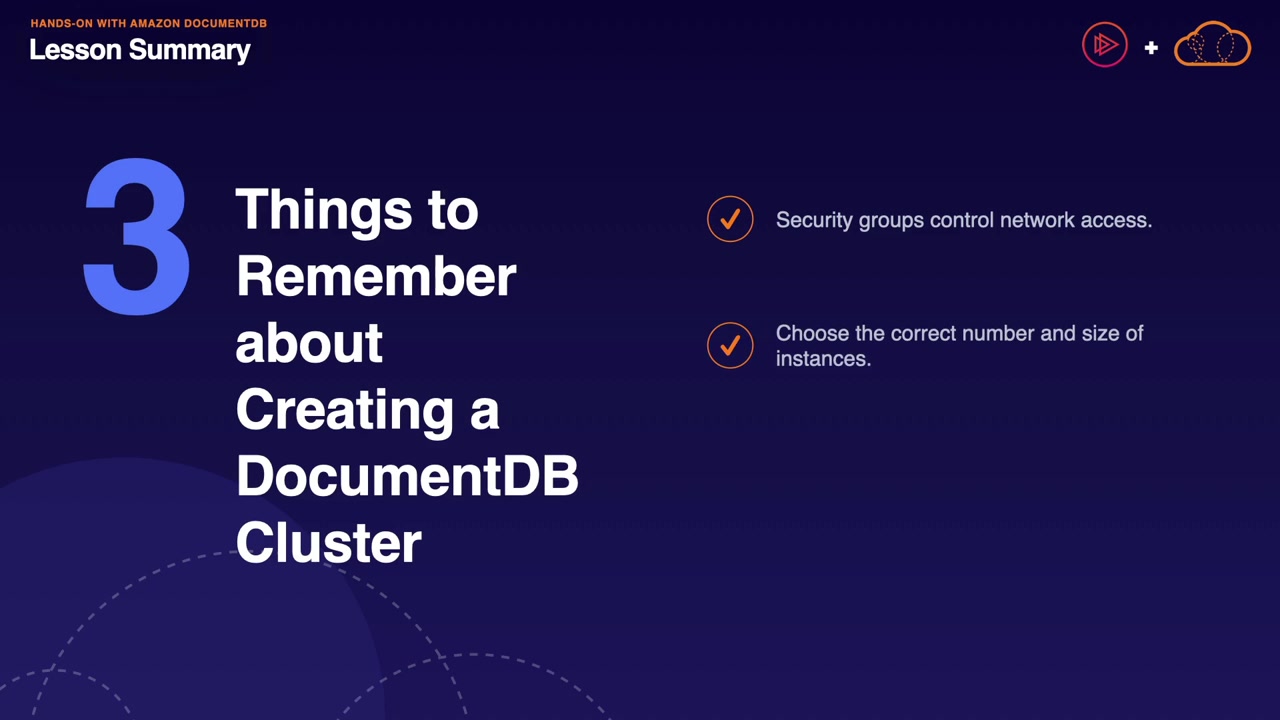 HANDS-ON WITH AMAZON DOCUMENTDB
Lesson Summary
+
3
Things to
Remember
about
Creating a
DocumentDB
Cluster
Security groups control network access.
Choose the correct number and size of
instances.